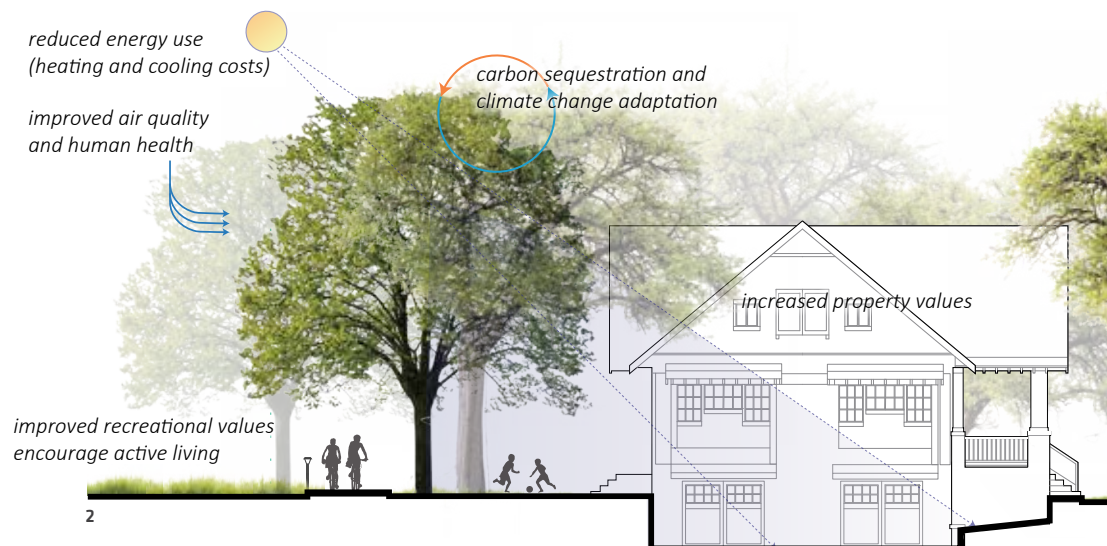 reduced energy use
(heating and cooling costs)
carbon sequestration and
climate change adaptation
improved air quality
and human health
increased property values
improved recreational values
encourage active living
2